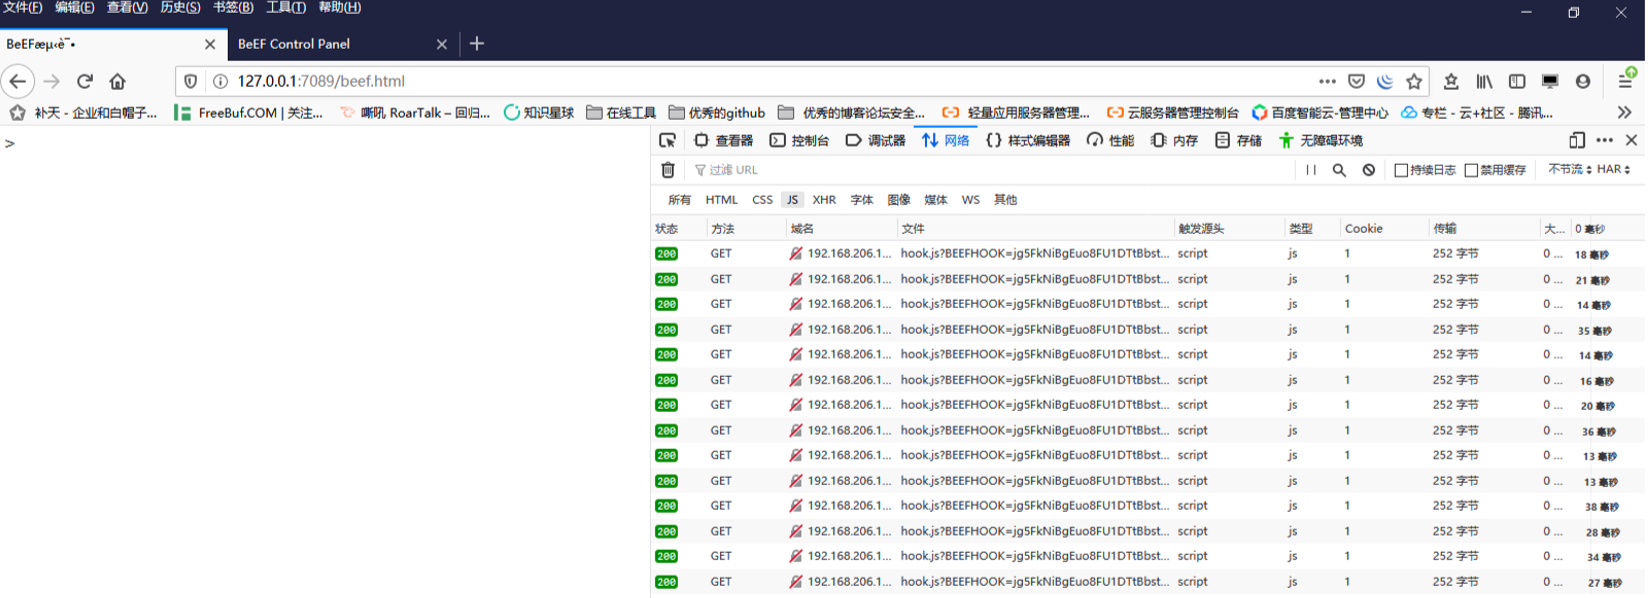 文件(F) 编辑(E) 查看(V) 历史(S) 书签(B) 工具(T) 帮助(H)
BeEFæµ‹è¯• BeEF Control Panel
127.0.0.1:7089/beef.html
补天 - 企业和白帽子... FreeBuf.COM | 关注... 嘶吼 RoarTalk – 回归... 知识星球 在线工具 优秀的github 优秀的博客论坛安全... 轻量应用服务器管理... 云服务器管理控制台 百度智能云-管理中心 专栏 - 云+社区 - 腾讯...
>
查看器 控制台 调试器 网络 {} 样式编辑器 性能 内存 存储 无障碍环境
过滤 URL 持续日志 禁用缓存 不节流 HAR
所有 HTML CSS JS XHR 字体 图像 媒体 WS 其他
状态 方法 域名 文件 触发源头 类型 Cookie 传输 大... 0 毫秒
200 GET 192.168.206.1... hook.js?BEEFHOOK=jg5FkNiBgEuo8FU1DTtBbst... script js 1 252 字节 0 ... 18 毫秒
200 GET 192.168.206.1... hook.js?BEEFHOOK=jg5FkNiBgEuo8FU1DTtBbst... script js 1 252 字节 0 ... 21 毫秒
200 GET 192.168.206.1... hook.js?BEEFHOOK=jg5FkNiBgEuo8FU1DTtBbst... script js 1 252 字节 0 ... 14 毫秒
200 GET 192.168.206.1... hook.js?BEEFHOOK=jg5FkNiBgEuo8FU1DTtBbst... script js 1 252 字节 0 ... 35 毫秒
200 GET 192.168.206.1... hook.js?BEEFHOOK=jg5FkNiBgEuo8FU1DTtBbst... script js 1 252 字节 0 ... 14 毫秒
200 GET 192.168.206.1... hook.js?BEEFHOOK=jg5FkNiBgEuo8FU1DTtBbst... script js 1 252 字节 0 ... 16 毫秒
200 GET 192.168.206.1... hook.js?BEEFHOOK=jg5FkNiBgEuo8FU1DTtBbst... script js 1 252 字节 0 ... 20 毫秒
200 GET 192.168.206.1... hook.js?BEEFHOOK=jg5FkNiBgEuo8FU1DTtBbst... script js 1 252 字节 0 ... 36 毫秒
200 GET 192.168.206.1... hook.js?BEEFHOOK=jg5FkNiBgEuo8FU1DTtBbst... script js 1 252 字节 0 ... 13 毫秒
200 GET 192.168.206.1... hook.js?BEEFHOOK=jg5FkNiBgEuo8FU1DTtBbst... script js 1 252 字节 0 ... 13 毫秒
200 GET 192.168.206.1... hook.js?BEEFHOOK=jg5FkNiBgEuo8FU1DTtBbst... script js 1 252 字节 0 ... 38 毫秒
200 GET 192.168.206.1... hook.js?BEEFHOOK=jg5FkNiBgEuo8FU1DTtBbst... script js 1 252 字节 0 ... 28 毫秒
200 GET 192.168.206.1... hook.js?BEEFHOOK=jg5FkNiBgEuo8FU1DTtBbst... script js 1 252 字节 0 ... 34 毫秒
200 GET 192.168.206.1... hook.js?BEEFHOOK=jg5FkNiBgEuo8FU1DTtBbst... script js 1 252 字节 0 ... 27 毫秒